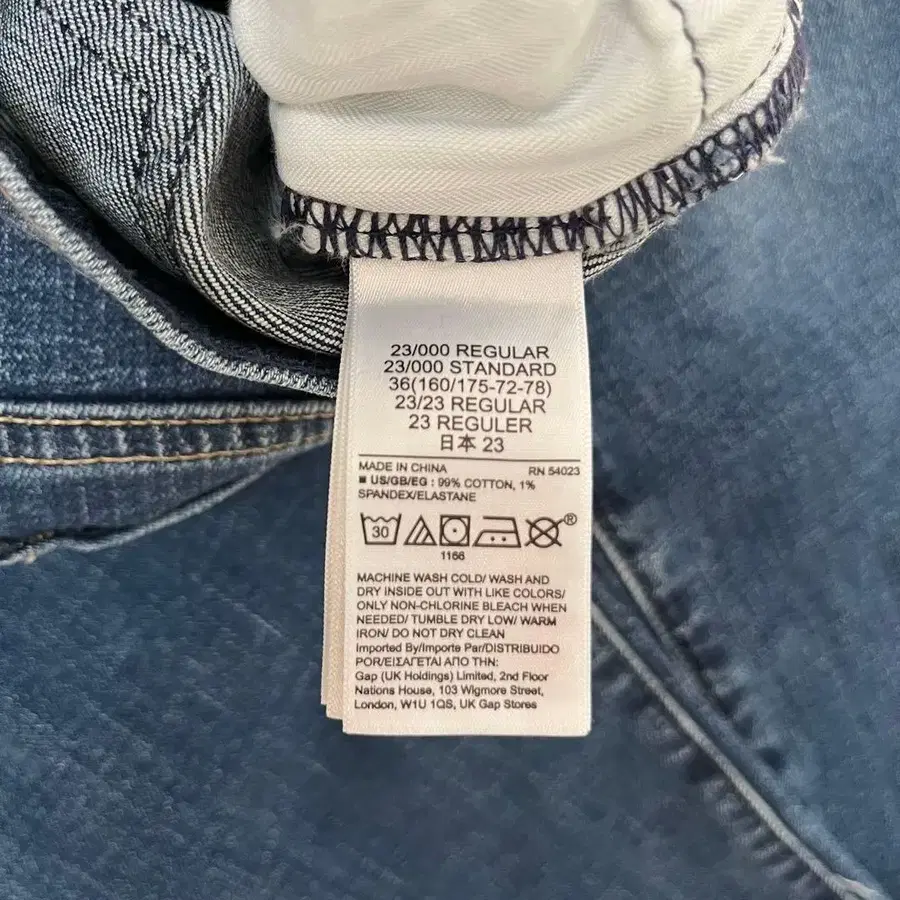 23/000 REGULAR
23/000 STANDARD
36(160/175-72-78)
23/23 REGULAR
23 REGULER
日本 23
MADE IN CHINA RN 54023
■ US/GB/EG : 99% COTTON, 1%
SPANDEX/ELASTANE
30 ®
1166
MACHINE WASH COLD/ WASH AND
DRY INSIDE OUT WITH LIKE COLORS/
ONLY NON-CHLORINE BLEACH WHEN
NEEDED/ TUMBLE DRY LOW/ WARM
IRON/ DO NOT DRY CLEAN
Imported By/Importe Par/DISTRIBUIDO
POR/ΕΙΣΑΓΕΤΑΙ ΑΠΟ ΤΗΝ:
Gap (UK Holdings) Limited, 2nd Floor
Nations House, 103 Wigmore Street,
London, W1U 1QS, UK Gap Stores